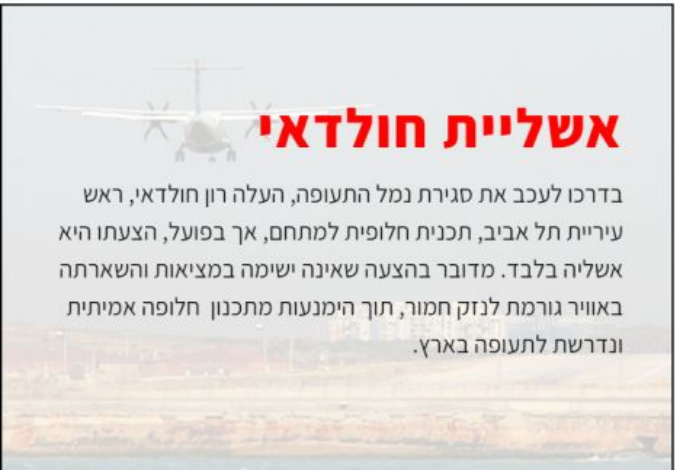 אשליית חולדאי
בדרכו לעכב את סגירת נמל התעופה, העלה רון חולדאי, ראש
עיריית תל אביב, תכנית חלופית למתחם, אך בפועל, הצעתו היא
אשליה בלבד. מדובר בהצעה שאינה ישימה במציאות והשארתה
באוויר גורמת לנזק חמור, תוך הימנעות מתכנון  חלופה אמיתית
ונדרשת לתעופה בארץ.